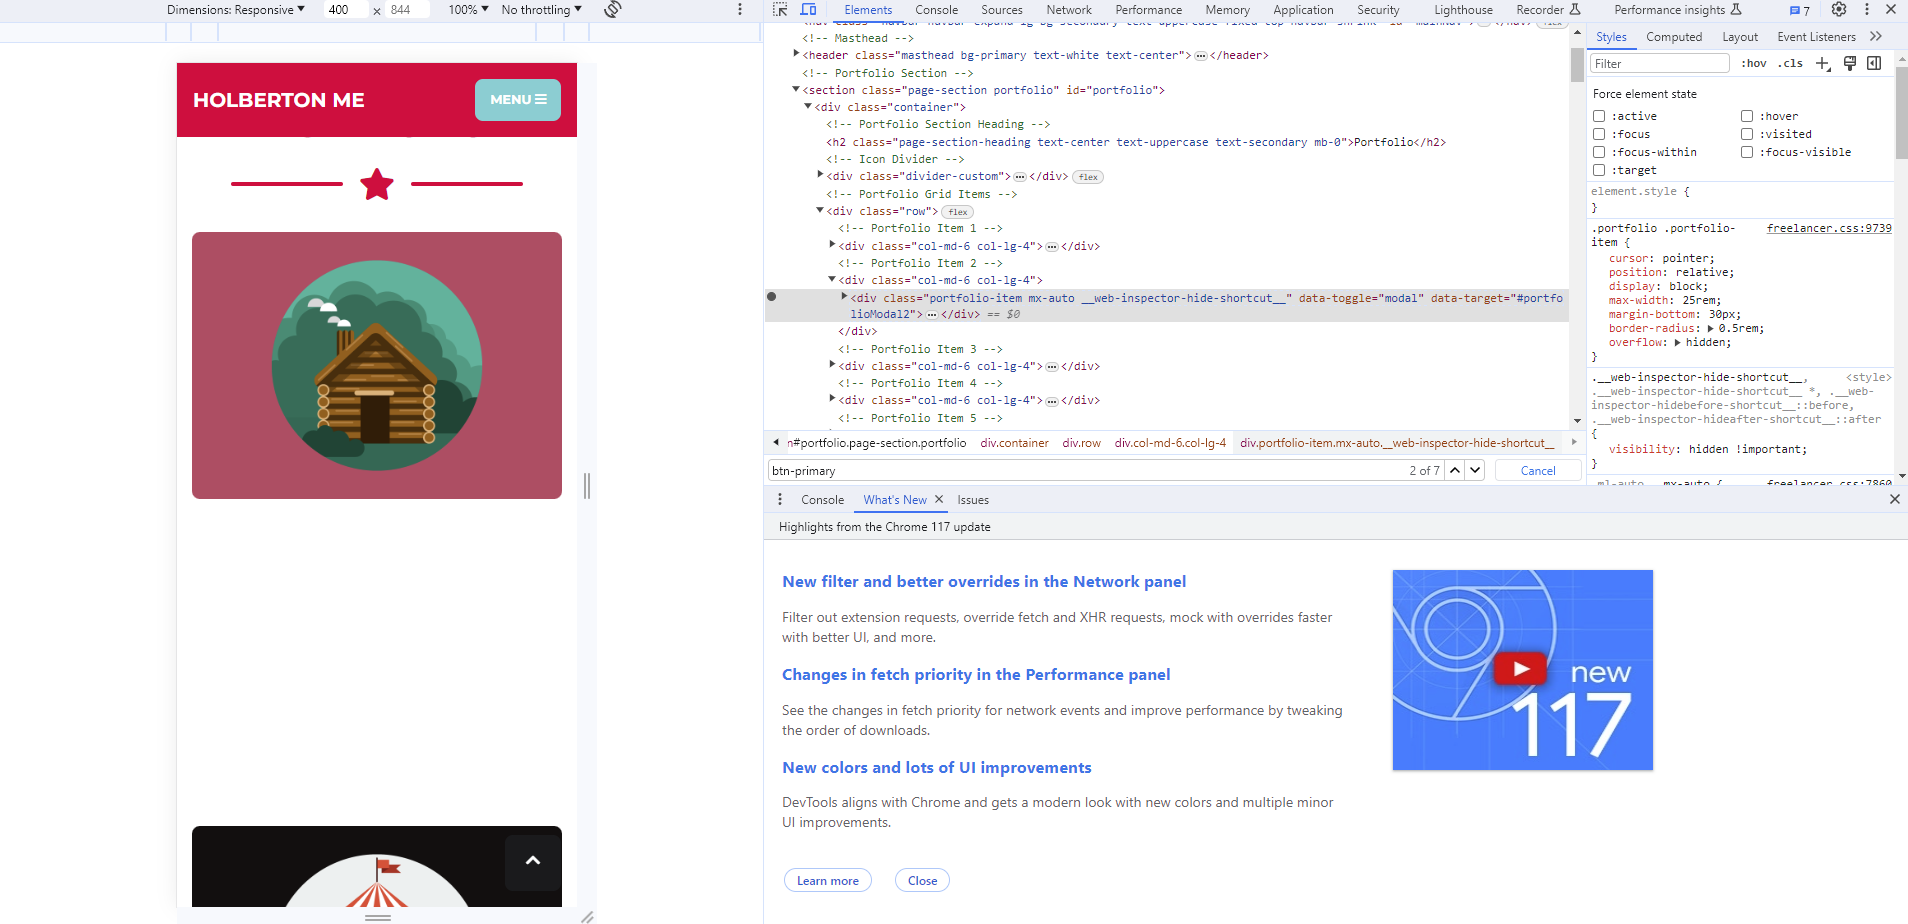 Dimensions: Responsive ▼ 400 × 844 100% ▼ No throttling ▼
Elements Console Sources Network Performance Memory Application Security Lighthouse Recorder Performance insights 7
HOLBERTON ME
MENU
<!-- Masthead -->
<header class="masthead bg-primary text-white text-center"> … </header>
<!-- Portfolio Section -->
<section class="page-section portfolio" id="portfolio">
<div class="container">
<!-- Portfolio Section Heading -->
<h2 class="page-section-heading text-center text-uppercase text-secondary mb-0">Portfolio</h2>
<!-- Icon Divider -->
<div class="divider-custom"> … </div> flex
<!-- Portfolio Grid Items -->
<div class="row"> flex
<!-- Portfolio Item 1 -->
<div class="col-md-6 col-lg-4"> … </div>
<!-- Portfolio Item 2 -->
<div class="col-md-6 col-lg-4">
<div class="portfolio-item mx-auto __web-inspector-hide-shortcut__" data-toggle="modal" data-target="#portfo
lioModal2"> … </div> == $0
</div>
<!-- Portfolio Item 3 -->
<div class="col-md-6 col-lg-4"> … </div>
<!-- Portfolio Item 4 -->
<div class="col-md-6 col-lg-4"> … </div>
<!-- Portfolio Item 5 -->
n#portfolio.page-section.portfolio div.container div.row div.col-md-6.col-lg-4 div.portfolio-item.mx-auto.__web-inspector-hide-shortcut__
btn-primary 2 of 7 Cancel
Styles Computed Layout Event Listeners
Filter :hov .cls
Force element state
:active :hover
:focus :visited
:focus-within :focus-visible
:target
element.style {
}
.portfolio .portfolio- freelancer.css:9739
item {
cursor: pointer;
position: relative;
display: block;
max-width: 25rem;
margin-bottom: 30px;
border-radius: 0.5rem;
overflow: hidden;
}
.__web-inspector-hide-shortcut__, <style>
.__web-inspector-hide-shortcut__ *, .__web-
inspector-hidebefore-shortcut__::before,
.__web-inspector-hideafter-shortcut__::after
{
visibility: hidden !important;
}
.ml-auto, .mx-auto { freelancer.css:7860
Console What's New Issues
Highlights from the Chrome 117 update
New filter and better overrides in the Network panel
Filter out extension requests, override fetch and XHR requests, mock with overrides faster
with better UI, and more.
Changes in fetch priority in the Performance panel
See the changes in fetch priority for network events and improve performance by tweaking
the order of downloads.
New colors and lots of UI improvements
DevTools aligns with Chrome and gets a modern look with new colors and multiple minor
UI improvements.
Learn more Close
new
117